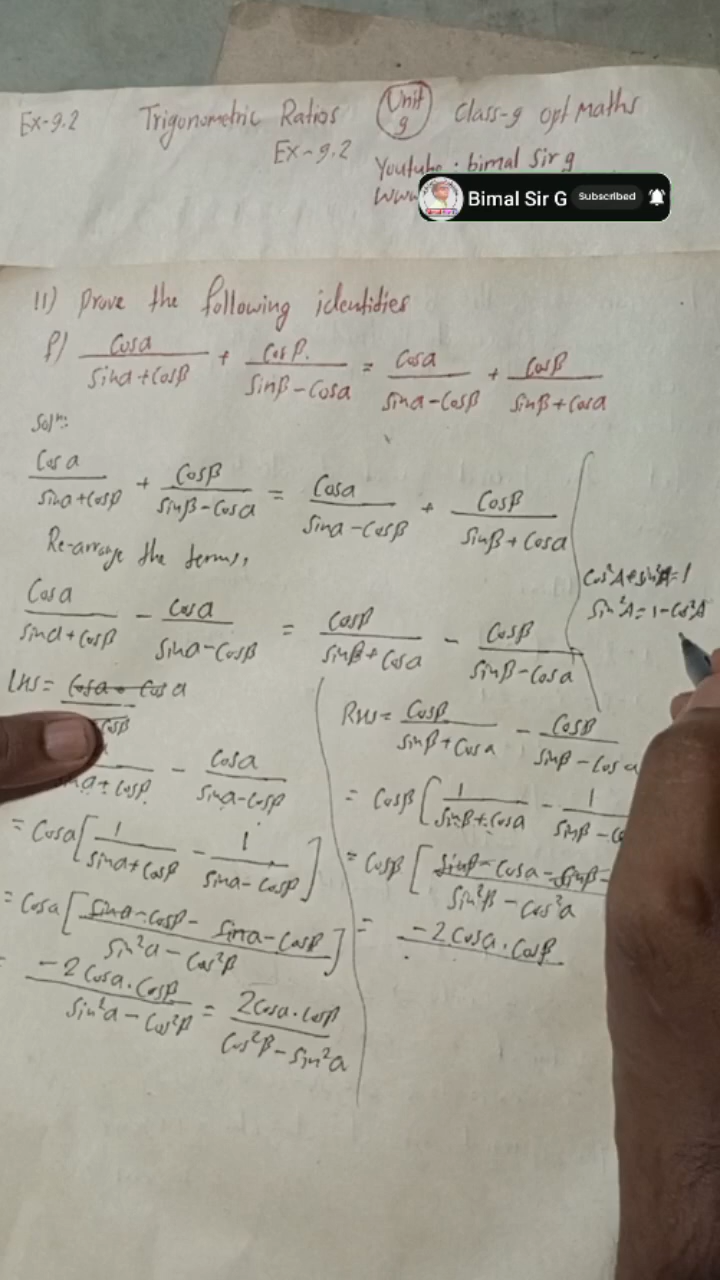 Ex-9.2 Trigonometric Ratios Unit 9 Class-9 opt Maths
Ex-9.2 Youtube: bimal Sir g
www
Bimal Sir G Subscribed
11) Prove the following identities
f) Cosα/(Sinα+Cosβ) + Cosβ/(Sinβ-Cosα) = Cosα/(Sinα-Cosβ) + Cosβ/(Sinβ+Cosα)
Solⁿ:
Cosα/(Sinα+Cosβ) + Cosβ/(Sinβ-Cosα) = Cosα/(Sinα-Cosβ) + Cosβ/(Sinβ+Cosα)
Re-arrange the terms,
Cos²A+Sin²A=1
Sin²A=1-Cos²A
Cosα/(Sinα+Cosβ) - Cosα/(Sinα-Cosβ) = Cosβ/(Sinβ+Cosα) - Cosβ/(Sinβ-Cosα)
LHS =
- Cosα/(Sinα-Cosβ)
= Cosα[1/(Sinα+Cosβ) - 1/(Sinα-Cosβ)]
= Cosα[(Sinα-Cosβ-Sinα-Cosβ)/(Sin²α-Cos²β)]
-2Cosα.Cosβ/(Sin²α-Cos²β) = 2Cosα.Cosβ/(Cos²β-Sin²α)
RHS = Cosβ/(Sinβ+Cosα) - Cosβ/(Sinβ-Cosα)
= Cosβ[1/(Sinβ+Cosα) - 1/(Sinβ-C
= Cosβ[(Sinβ-Cosα-Sinβ-/(Sin²β-Cos²α)
= -2Cosα.Cosβ